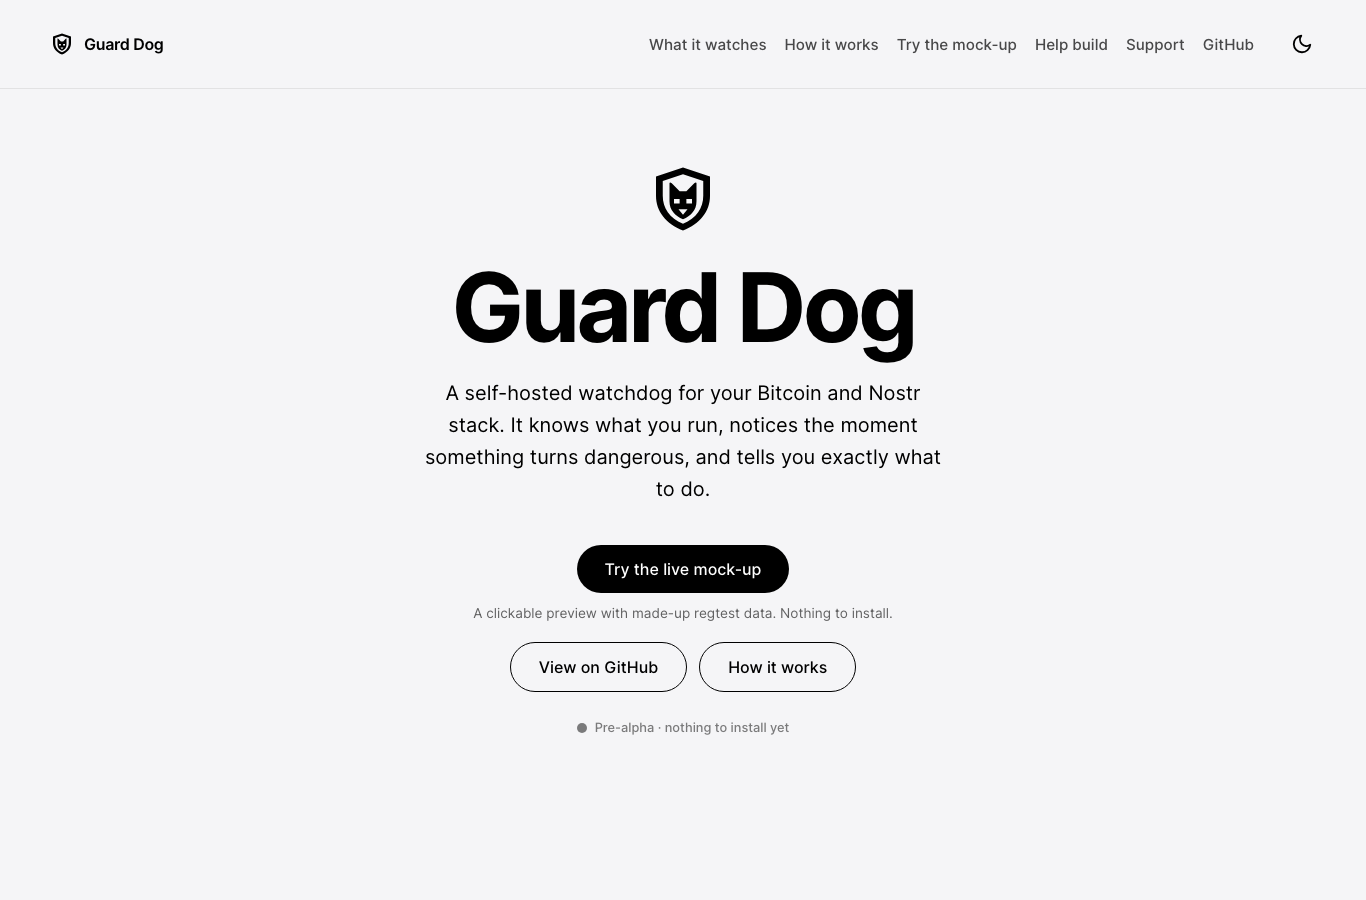 Guard Dog
What it watches
How it works
Try the mock-up
Help build
Support
GitHub
Guard Dog
A self-hosted watchdog for your Bitcoin and Nostr
stack. It knows what you run, notices the moment
something turns dangerous, and tells you exactly what
to do.
Try the live mock-up
A clickable preview with made-up regtest data. Nothing to install.
View on GitHub
How it works
Pre-alpha · nothing to install yet